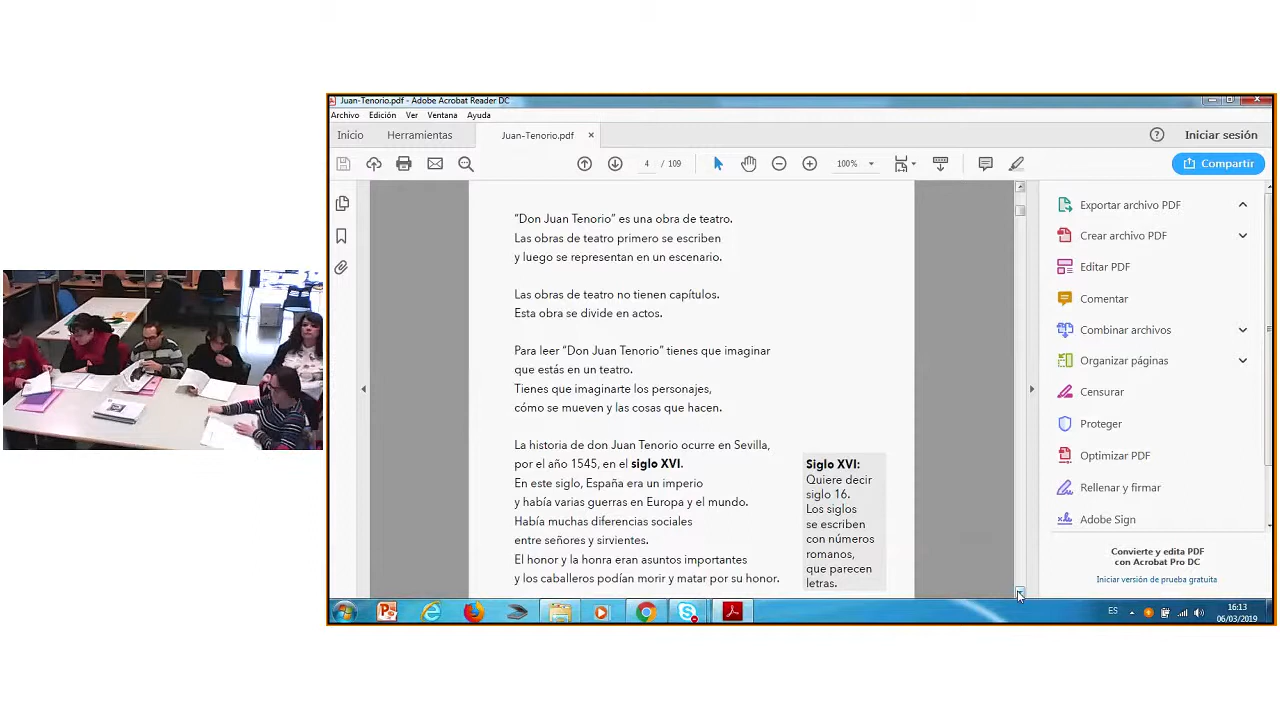 Juan-Tenorio.pdf - Adobe Acrobat Reader DC
Archivo Edición Ver Ventana Ayuda
Inicio Herramientas Juan-Tenorio.pdf × Iniciar sesión
4 / 109 100% Compartir
“Don Juan Tenorio” es una obra de teatro.
Las obras de teatro primero se escriben
y luego se representan en un escenario.
Las obras de teatro no tienen capítulos.
Esta obra se divide en actos.
Para leer “Don Juan Tenorio” tienes que imaginar
que estás en un teatro.
Tienes que imaginarte los personajes,
cómo se mueven y las cosas que hacen.
La historia de don Juan Tenorio ocurre en Sevilla,
por el año 1545, en el siglo XVI.
En este siglo, España era un imperio
y había varias guerras en Europa y el mundo.
Había muchas diferencias sociales
entre señores y sirvientes.
El honor y la honra eran asuntos importantes
y los caballeros podían morir y matar por su honor.
Siglo XVI:
Quiere decir
siglo 16.
Los siglos
se escriben
con números
romanos,
que parecen
letras.
Exportar archivo PDF
Crear archivo PDF
Editar PDF
Comentar
Combinar archivos
Organizar páginas
Censurar
Proteger
Optimizar PDF
Rellenar y firmar
Adobe Sign
Convierte y edita PDF
con Acrobat Pro DC
Iniciar versión de prueba gratuita
ES
16:13
06/03/2019